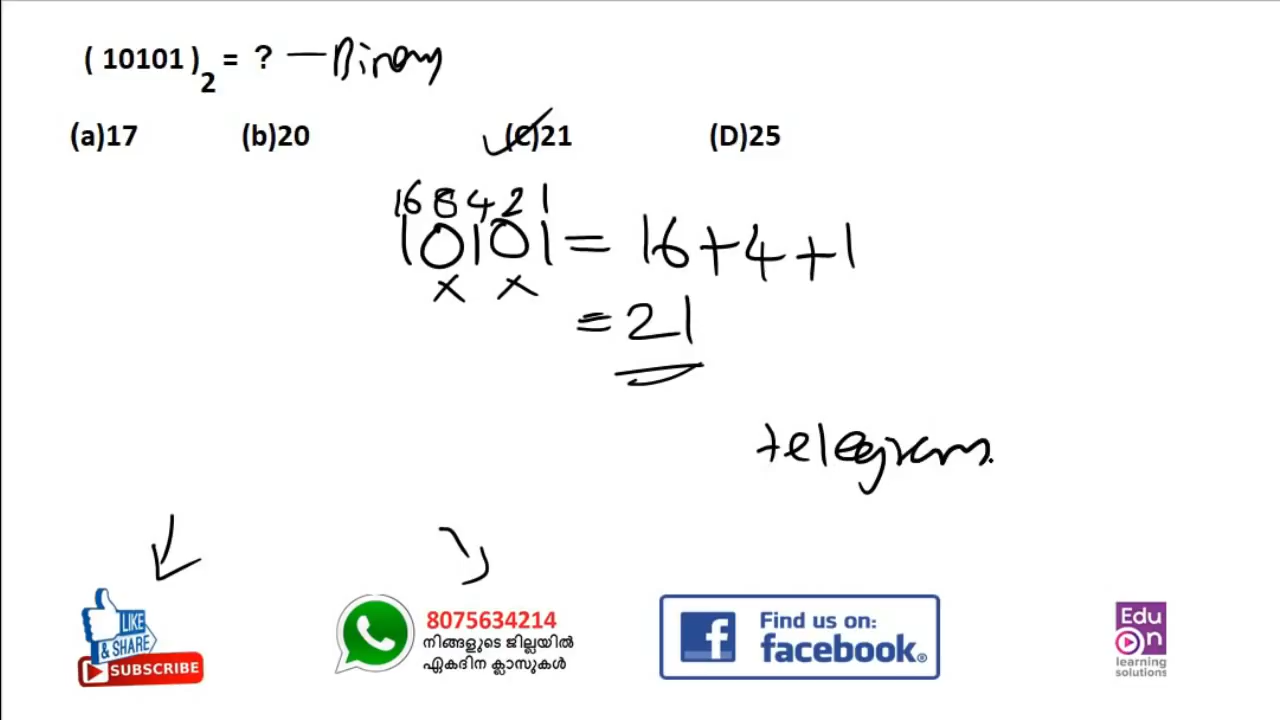 ( 10101 )2 = ? — Binary
(a)17 (b)20 (C)21 (D)25
16 8 4 2 1
10101 = 16+4+1
x x
= 21
telegram.
LIKE
& SHARE
SUBSCRIBE
8075634214
നിങ്ങളുടെ ജില്ലയിൽ
ഏകദിന ക്ലാസുകൾ
Find us on:
facebook®
Edu
On
learning
solutions